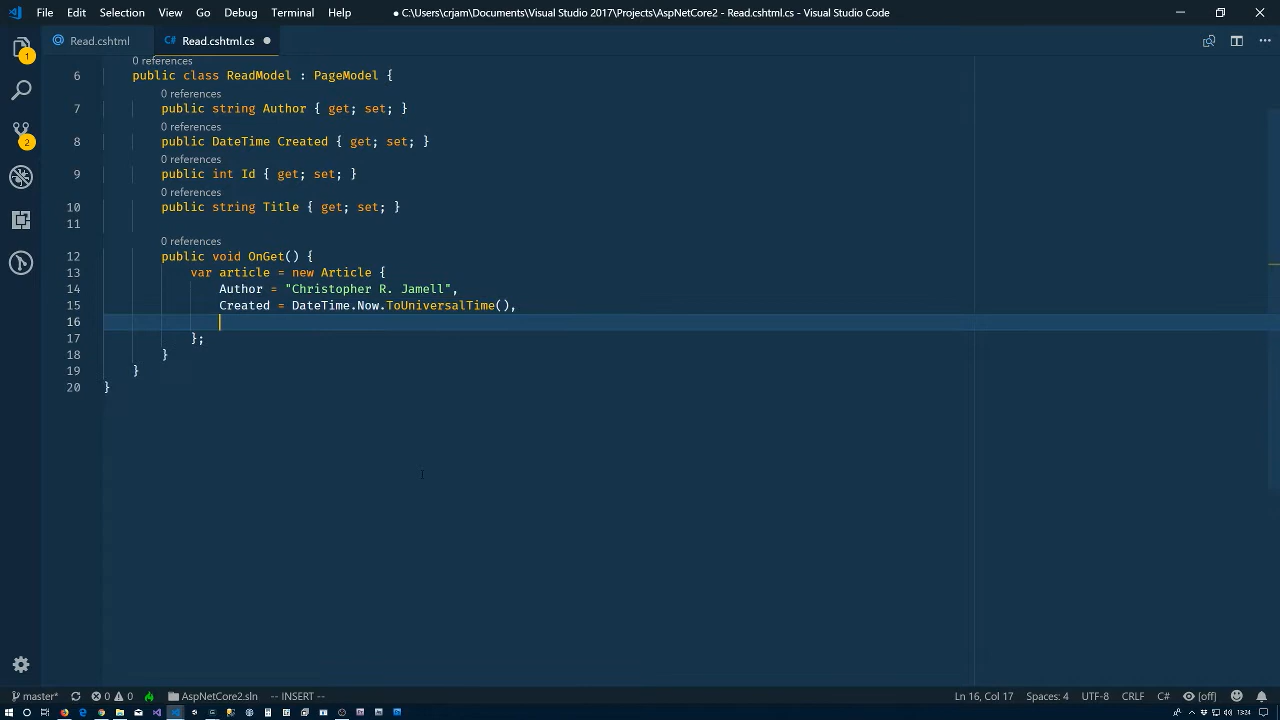 File Edit Selection View Go Debug Terminal Help
● C:\Users\crjam\Documents\Visual Studio 2017\Projects\AspNetCore2 - Read.cshtml.cs - Visual Studio Code
Read.cshtml
C# Read.cshtml.cs ●
1
2
0 references
6 public class ReadModel : PageModel {
0 references
7 public string Author { get; set; }
0 references
8 public DateTime Created { get; set; }
0 references
9 public int Id { get; set; }
0 references
10 public string Title { get; set; }
11
0 references
12 public void OnGet() {
13 var article = new Article {
14 Author = "Christopher R. Jamell",
15 Created = DateTime.Now.ToUniversalTime(),
16
17 };
18 }
19 }
20 }
master* 0 0 AspNetCore2.sln -- INSERT --
Ln 16, Col 17 Spaces: 4 UTF-8 CRLF C# [off]
13:24